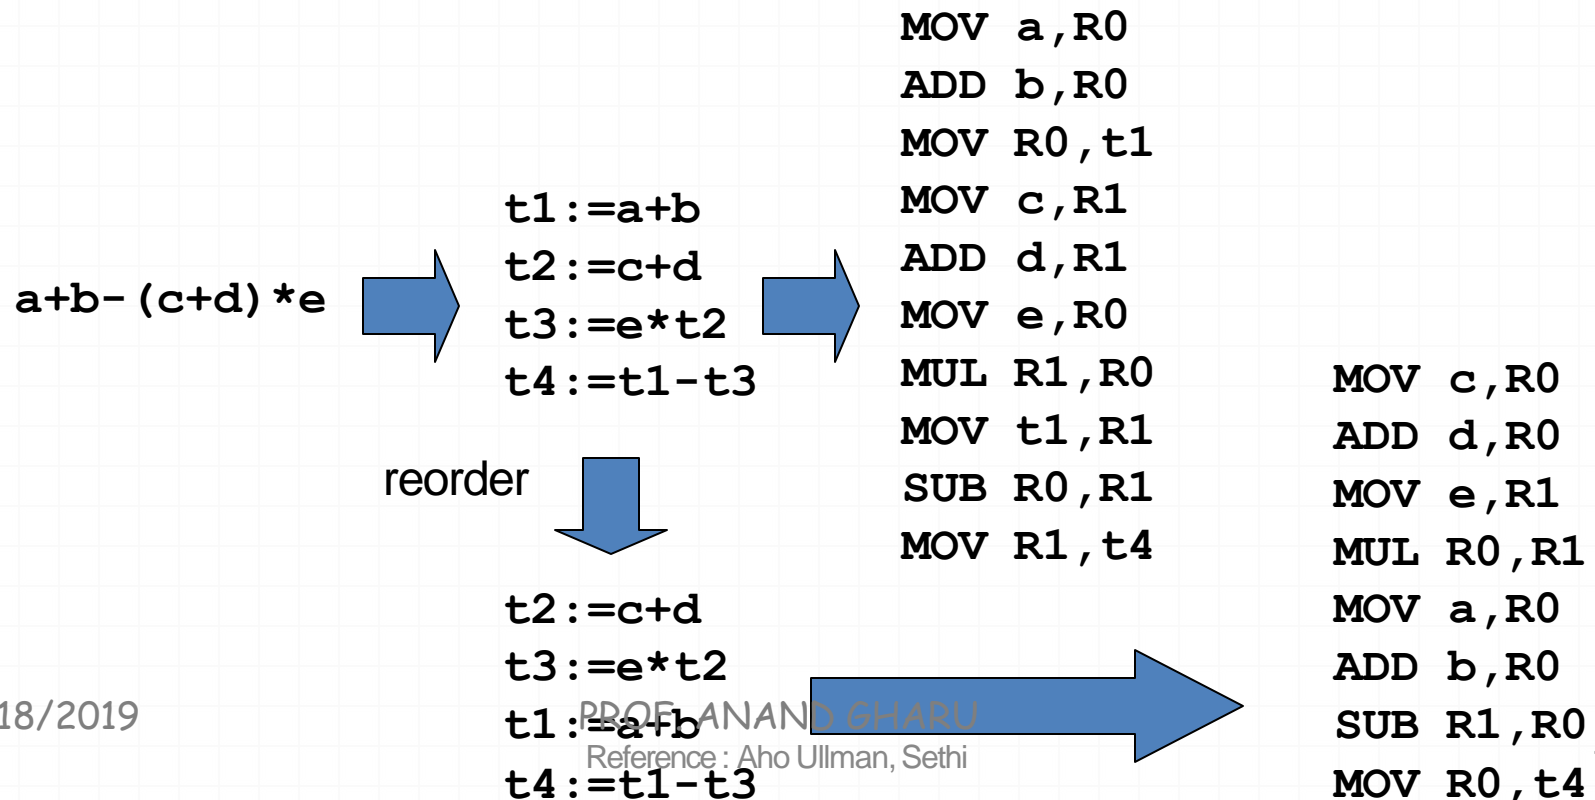 a+b-(c+d)*e
t1:=a+b
t2:=c+d
t3:=e*t2
t4:=t1-t3
MOV a,R0
ADD b,R0
MOV R0,t1
MOV c,R1
ADD d,R1
MOV e,R0
MUL R1,R0
MOV t1,R1
SUB R0,R1
MOV R1,t4
reorder
t2:=c+d
t3:=e*t2
t1:=a+b
t4:=t1-t3
MOV c,R0
ADD d,R0
MOV e,R1
MUL R0,R1
MOV a,R0
ADD b,R0
SUB R1,R0
MOV R0,t4
18/2019
PROF. ANAND GHARU
Reference : Aho Ullman, Sethi